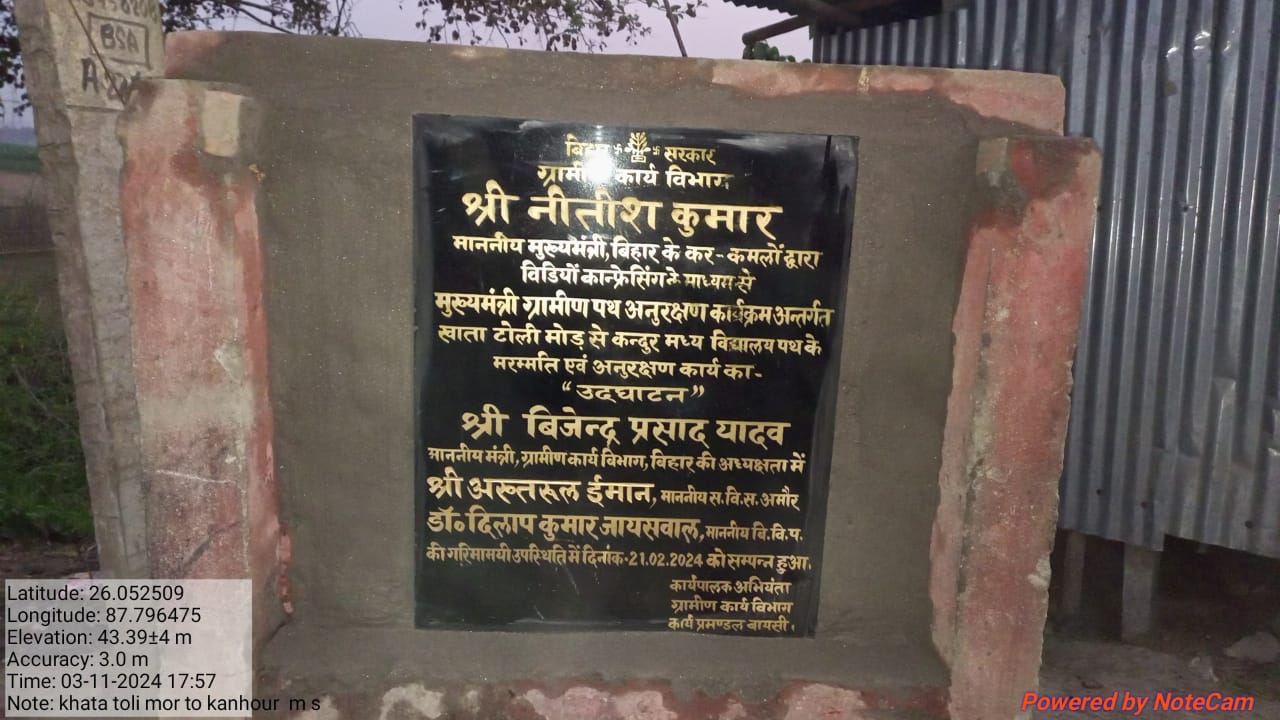 BSA
बिहार 卐 卐 सरकार
ग्रामीण कार्य विभाग
श्री नीतीश कुमार
माननीय मुख्यमंत्री, बिहार के कर-कमलों द्वारा
विडियों कान्फ्रेसिंग के माध्यम से
मुख्यमंत्री ग्रामीण पथ अनुरक्षण कार्यक्रम अन्तर्गत
खाता टोली मोड़ से कन्दुर मध्य विद्यालय पथ के
मरम्मति एवं अनुरक्षण कार्य का-
“उद्घाटन”
श्री बिजेन्द्र प्रसाद यादव
माननीय मंत्री, ग्रामीण कार्य विभाग, बिहार की अध्यक्षता में
श्री अख्तरूल ईमान, माननीय स.वि.स. अमौर
डॉ० दिलाप कुमार जायसवाल, माननीय वि.वि.प.
की गरिमामयी उपस्थिति में दिनांक-21.02.2024 को सम्पन्न हुआ।
कार्यपालक अभियंता
ग्रामीण कार्य विभाग
कार्य प्रमण्डल बायसी।
Latitude: 26.052509
Longitude: 87.796475
Elevation: 43.39±4 m
Accuracy: 3.0 m
Time: 03-11-2024 17:57
Note: khata toli mor to kanhour m s
Powered by NoteCam